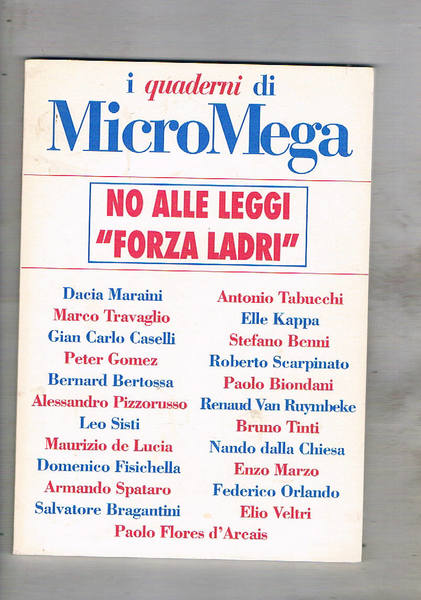 i quaderni di
MicroMega
NO ALLE LEGGI
"FORZA LADRI"
Dacia Maraini
Marco Travaglio
Gian Carlo Caselli
Peter Gomez
Bernard Bertossa
Alessandro Pizzorusso
Leo Sisti
Maurizio de Lucia
Domenico Fisichella
Armando Spataro
Salvatore Bragantini
Antonio Tabucchi
Elle Kappa
Stefano Benni
Roberto Scarpinato
Paolo Biondani
Renaud Van Ruymbeke
Bruno Tinti
Nando dalla Chiesa
Enzo Marzo
Federico Orlando
Elio Veltri
Paolo Flores d'Arcais